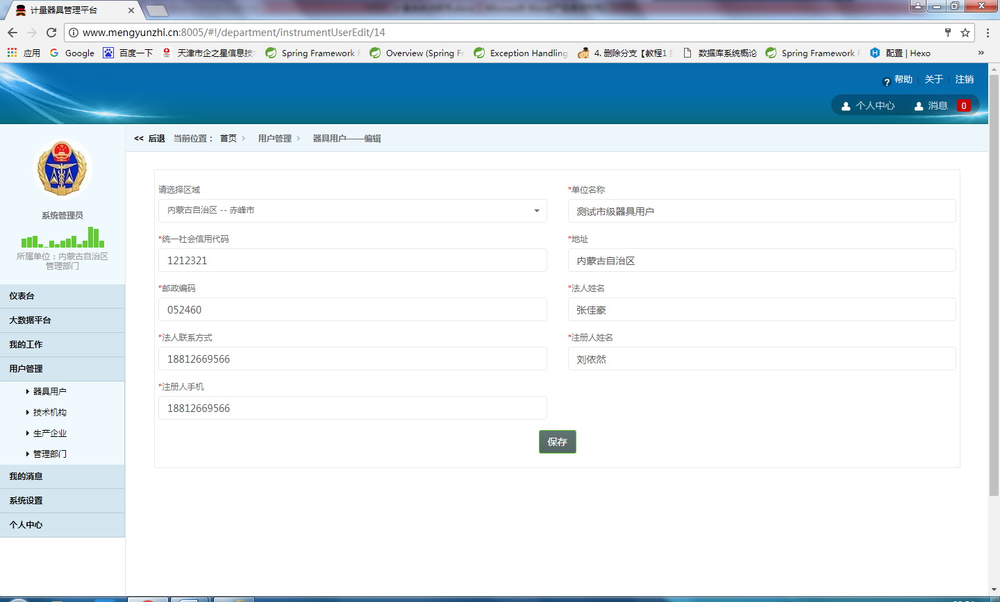 计量器具管理平台
www.mengyunzhi.cn:8005/#!/department/instrumentUserEdit/14
应用 Google 百度一下 天津市企之星信息技 Spring Framework Overview (Spring Fr Exception Handling 4. 删除分支【教程1 数据库系统概论 Spring Framework 配置 | Hexo »
? 帮助 关于 注销
个人中心 消息 0
<< 后退 当前位置： 首页 > 用户管理 > 器具用户——编辑
系统管理员
所属单位：内蒙古自治区
管理部门
仪表台
大数据平台
我的工作
用户管理
器具用户
技术机构
生产企业
管理部门
我的消息
系统设置
个人中心
请选择区域
内蒙古自治区 -- 赤峰市
*单位名称
测试市级器具用户
*统一社会信用代码
1212321
*地址
内蒙古自治区
*邮政编码
052460
*法人姓名
张佳豪
*法人联系方式
18812669566
*注册人姓名
刘依然
*注册人手机
18812669566
保存